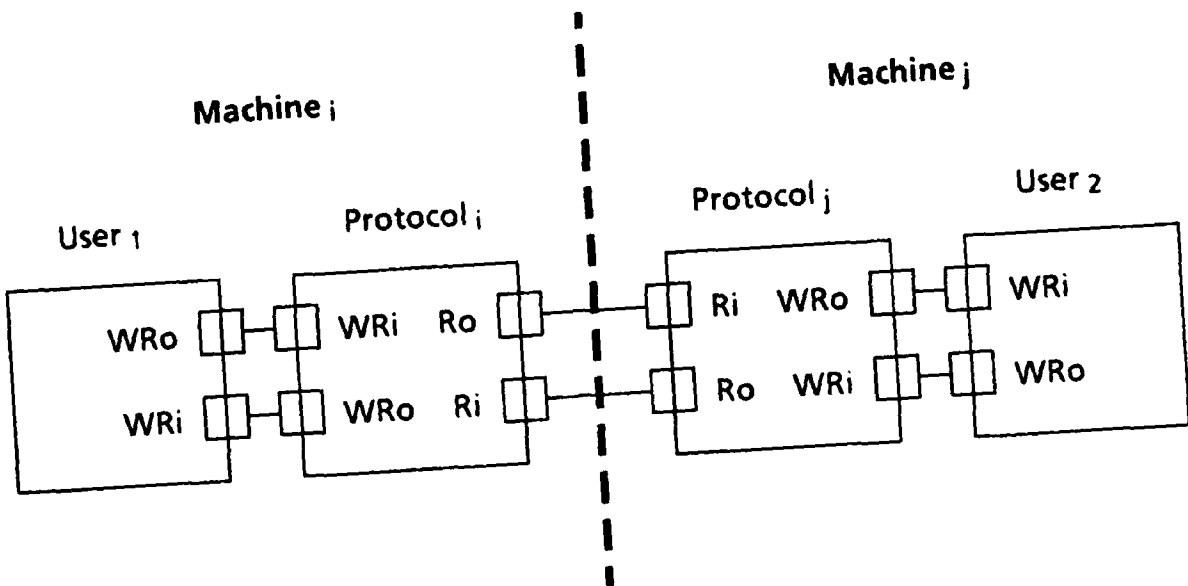 Machine i
Machine j
User 1
Protocol i
Protocol j
User 2
WRo WRi Ro Ri WRo WRi
WRi WRo Ri Ro WRi WRo